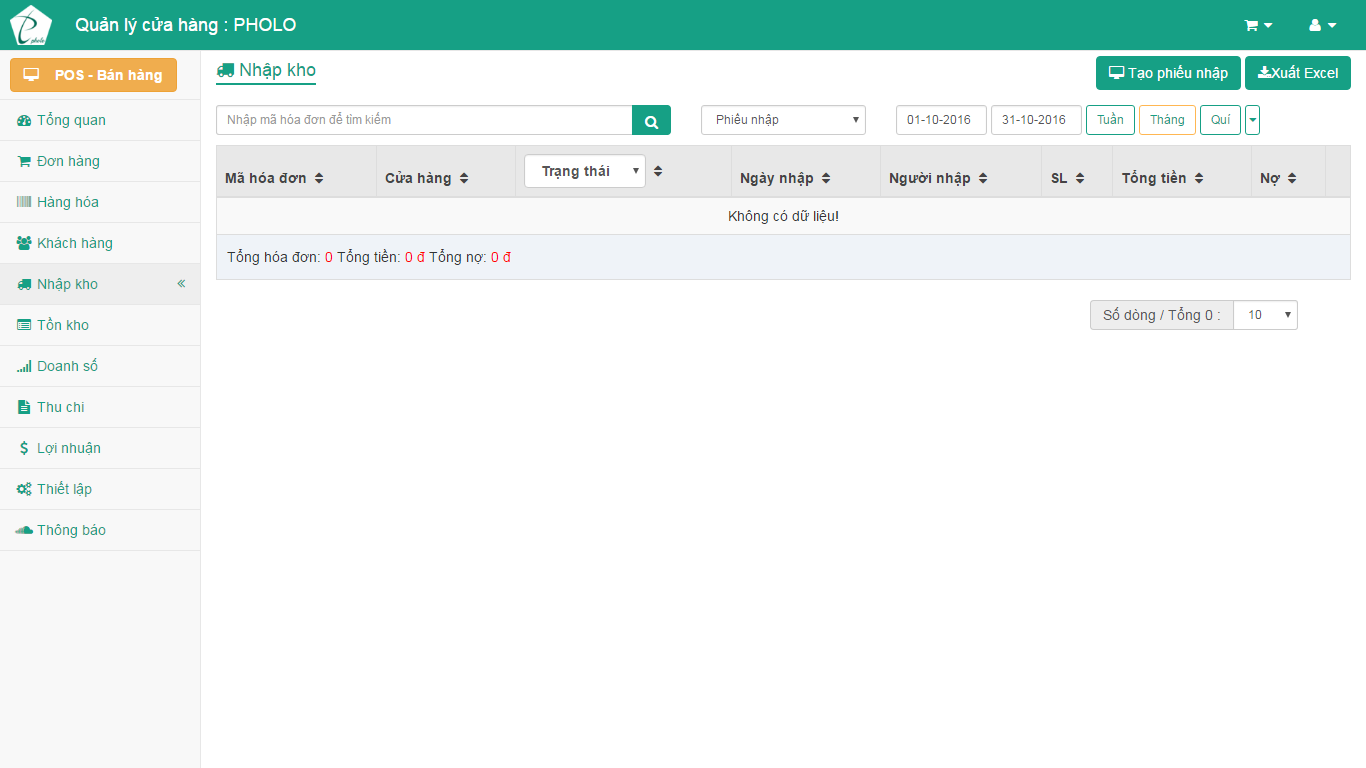 pholo
Quản lý cửa hàng : PHOLO
POS - Bán hàng
Tổng quan
Đơn hàng
Hàng hóa
Khách hàng
Nhập kho
Tồn kho
Doanh số
Thu chi
Lợi nhuận
Thiết lập
Thông báo
Nhập kho
Tạo phiếu nhập
Xuất Excel
Nhập mã hóa đơn để tìm kiếm
Phiếu nhập
01-10-2016 31-10-2016 Tuần Tháng Quí
Mã hóa đơn Cửa hàng Trạng thái Ngày nhập Người nhập SL Tổng tiền Nợ
Không có dữ liệu!
Tổng hóa đơn: 0 Tổng tiền: 0 đ Tổng nợ: 0 đ
Số dòng / Tổng 0 : 10